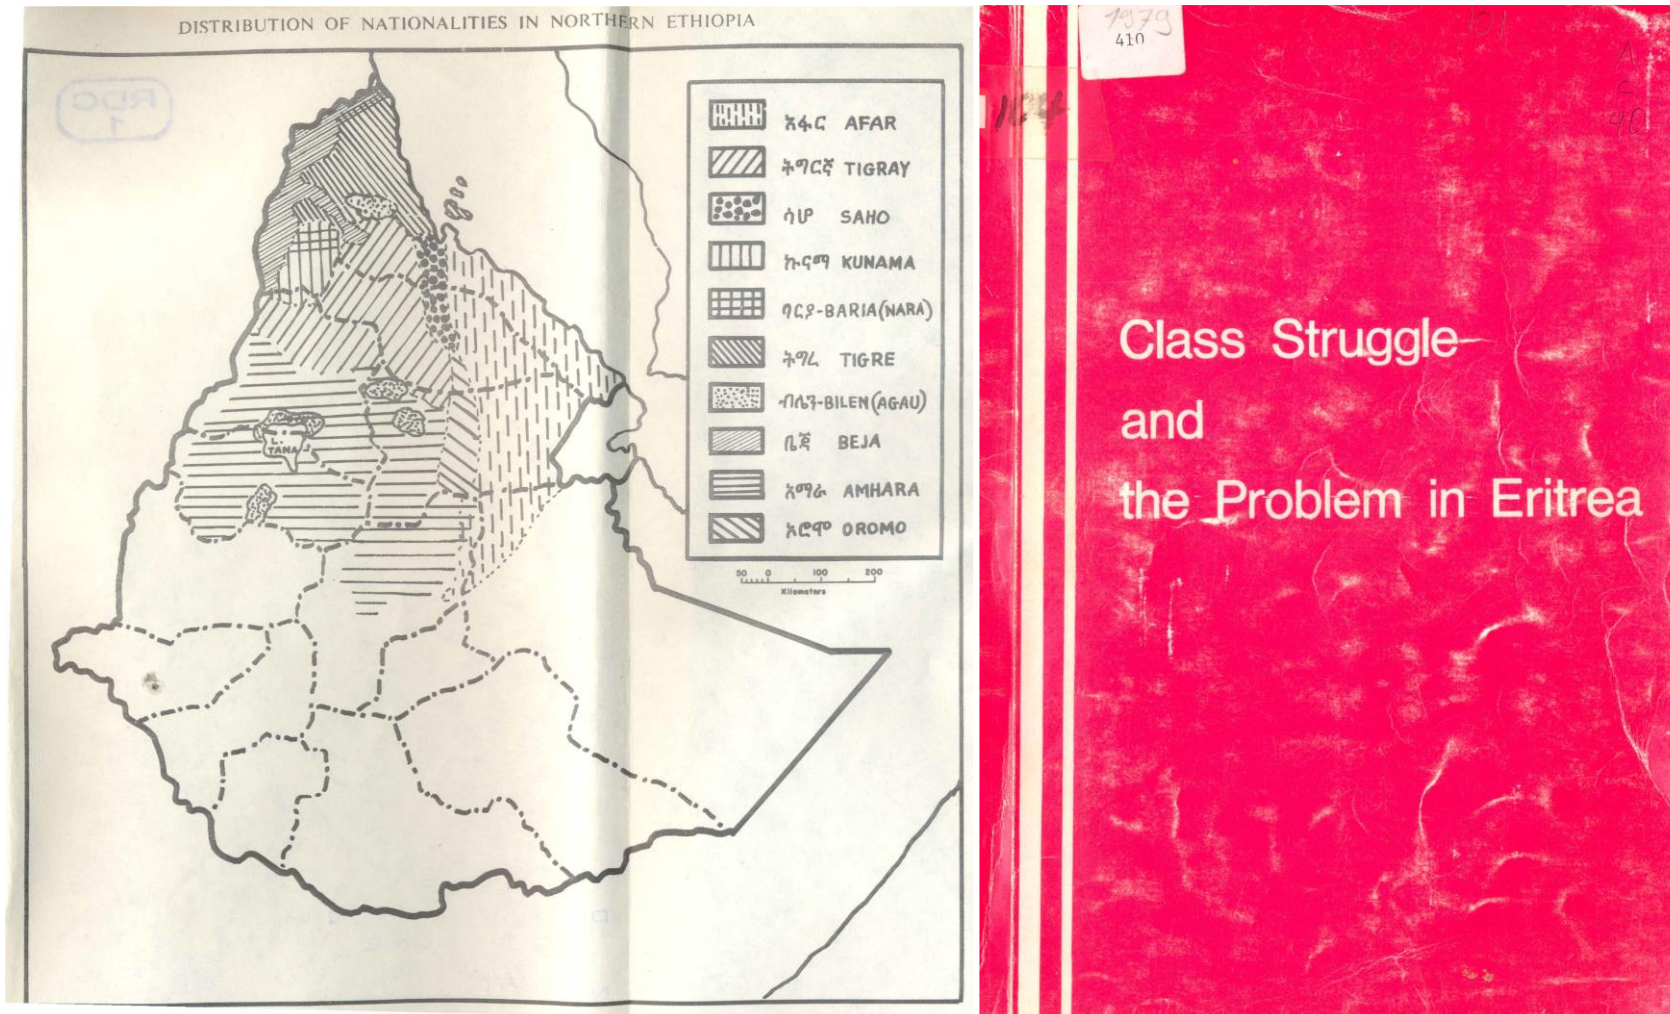 DISTRIBUTION OF NATIONALITIES IN NORTHERN ETHIOPIA
RDC
1
አፋር AFAR
ትግርኛ TIGRAY
ሳሆ SAHO
ኩናማ KUNAMA
ባርያ-BARIA(NARA)
ትግረ TIGRE
ብሌን-BILEN(AGAU)
ቤጃ BEJA
አማራ AMHARA
ኦሮሞ OROMO
TANA
50 0 100 200
Kilometers
1979
410
Class Struggle
and
the Problem in Eritrea